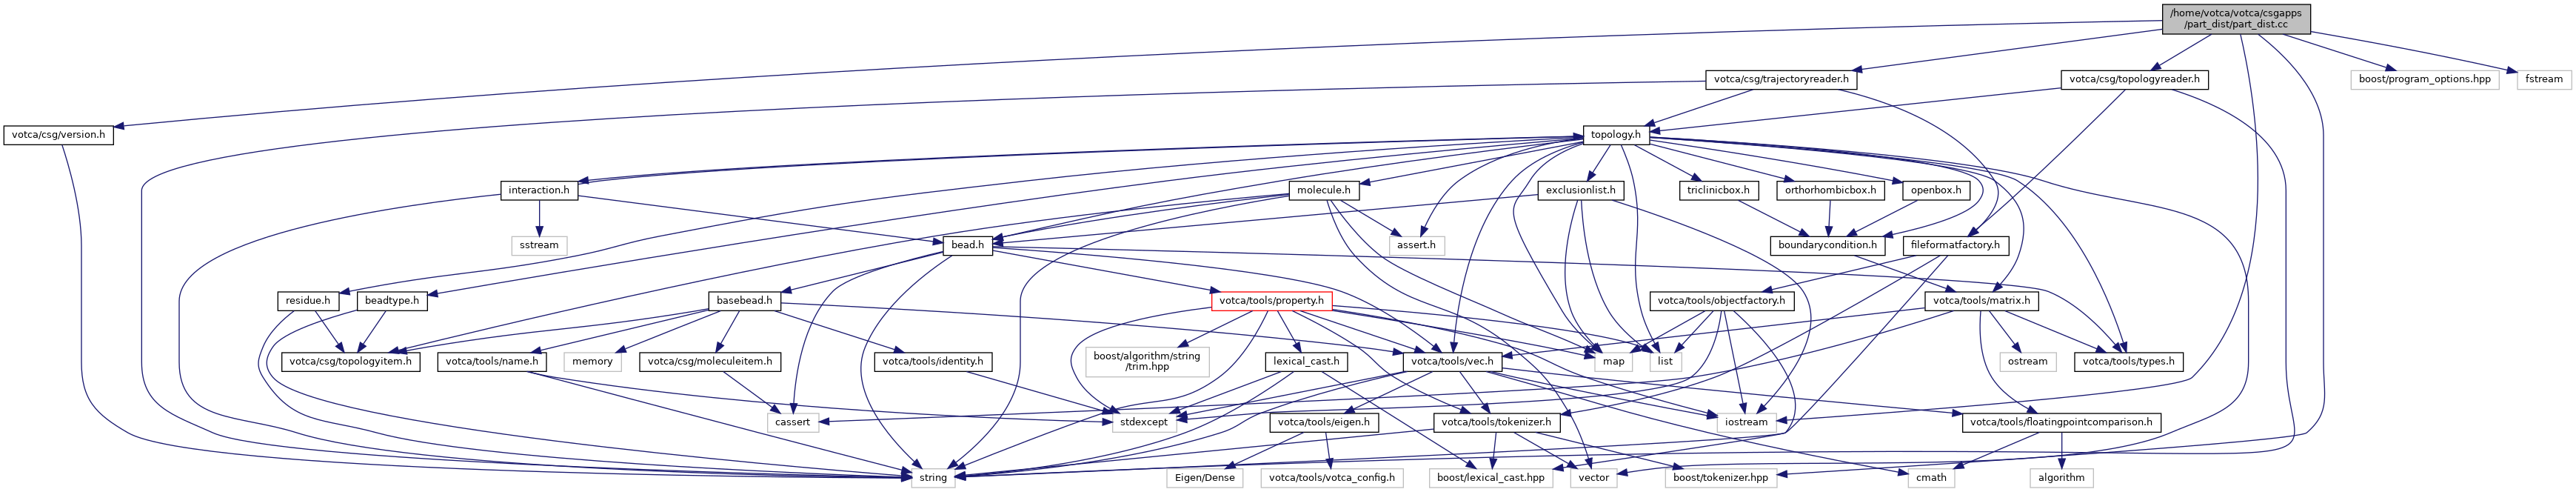 /home/votca/votca/csgapps
/part_dist/part_dist.cc
votca/csg/trajectoryreader.h
votca/csg/topologyreader.h
boost/program_options.hpp
fstream
votca/csg/version.h
topology.h
interaction.h
molecule.h
exclusionlist.h
triclinicbox.h
orthorhombicbox.h
openbox.h
sstream
bead.h
assert.h
boundarycondition.h
fileformatfactory.h
residue.h
beadtype.h
basebead.h
votca/tools/property.h
votca/tools/objectfactory.h
votca/tools/matrix.h
votca/csg/topologyitem.h
votca/tools/name.h
memory
votca/csg/moleculeitem.h
votca/tools/identity.h
boost/algorithm/string
/trim.hpp
lexical_cast.h
votca/tools/vec.h
map
list
ostream
votca/tools/types.h
cassert
stdexcept
votca/tools/eigen.h
votca/tools/tokenizer.h
iostream
votca/tools/floatingpointcomparison.h
string
Eigen/Dense
votca/tools/votca_config.h
boost/lexical_cast.hpp
vector
boost/tokenizer.hpp
cmath
algorithm